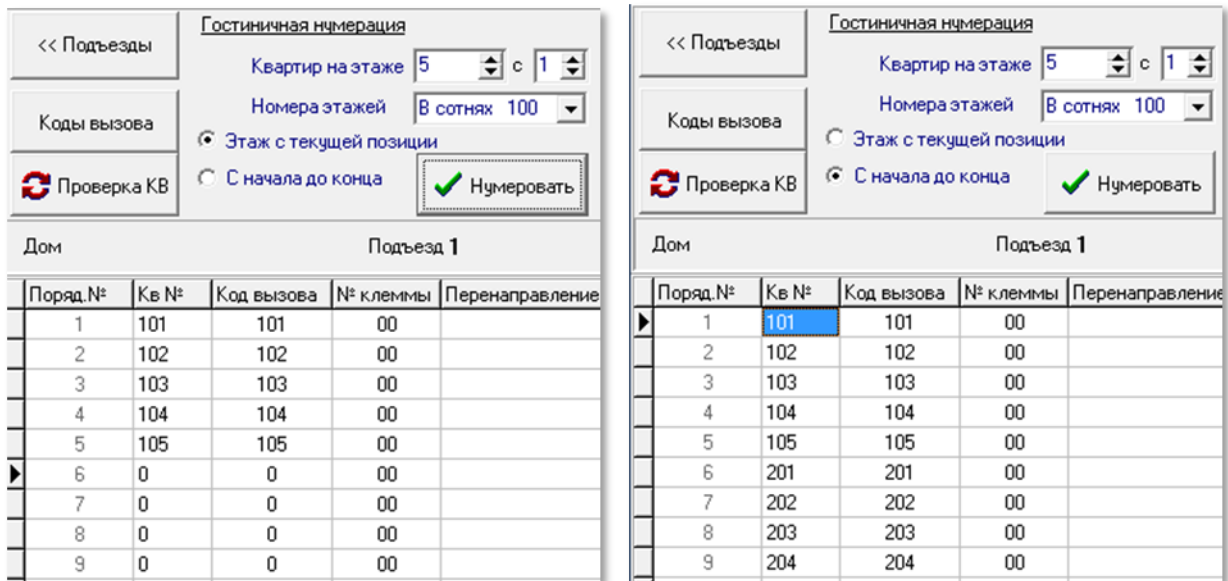 << Подъезды
Гостиничная нумерация
Квартир на этаже 5 с 1
Номера этажей В сотнях 100
Коды вызова
Этаж с текущей позиции
С начала до конца
Проверка КВ
Нумеровать
Дом Подъезд 1
Поряд.№ Кв № Код вызова № клеммы Перенаправление
1 101 101 00
2 102 102 00
3 103 103 00
4 104 104 00
5 105 105 00
6 0 0 00
7 0 0 00
8 0 0 00
9 0 0 00
<< Подъезды
Гостиничная нумерация
Квартир на этаже 5 с 1
Номера этажей В сотнях 100
Коды вызова
Этаж с текущей позиции
С начала до конца
Проверка КВ
Нумеровать
Дом Подъезд 1
Поряд.№ Кв № Код вызова № клеммы Перенаправление
1 101 101 00
2 102 102 00
3 103 103 00
4 104 104 00
5 105 105 00
6 201 201 00
7 202 202 00
8 203 203 00
9 204 204 00